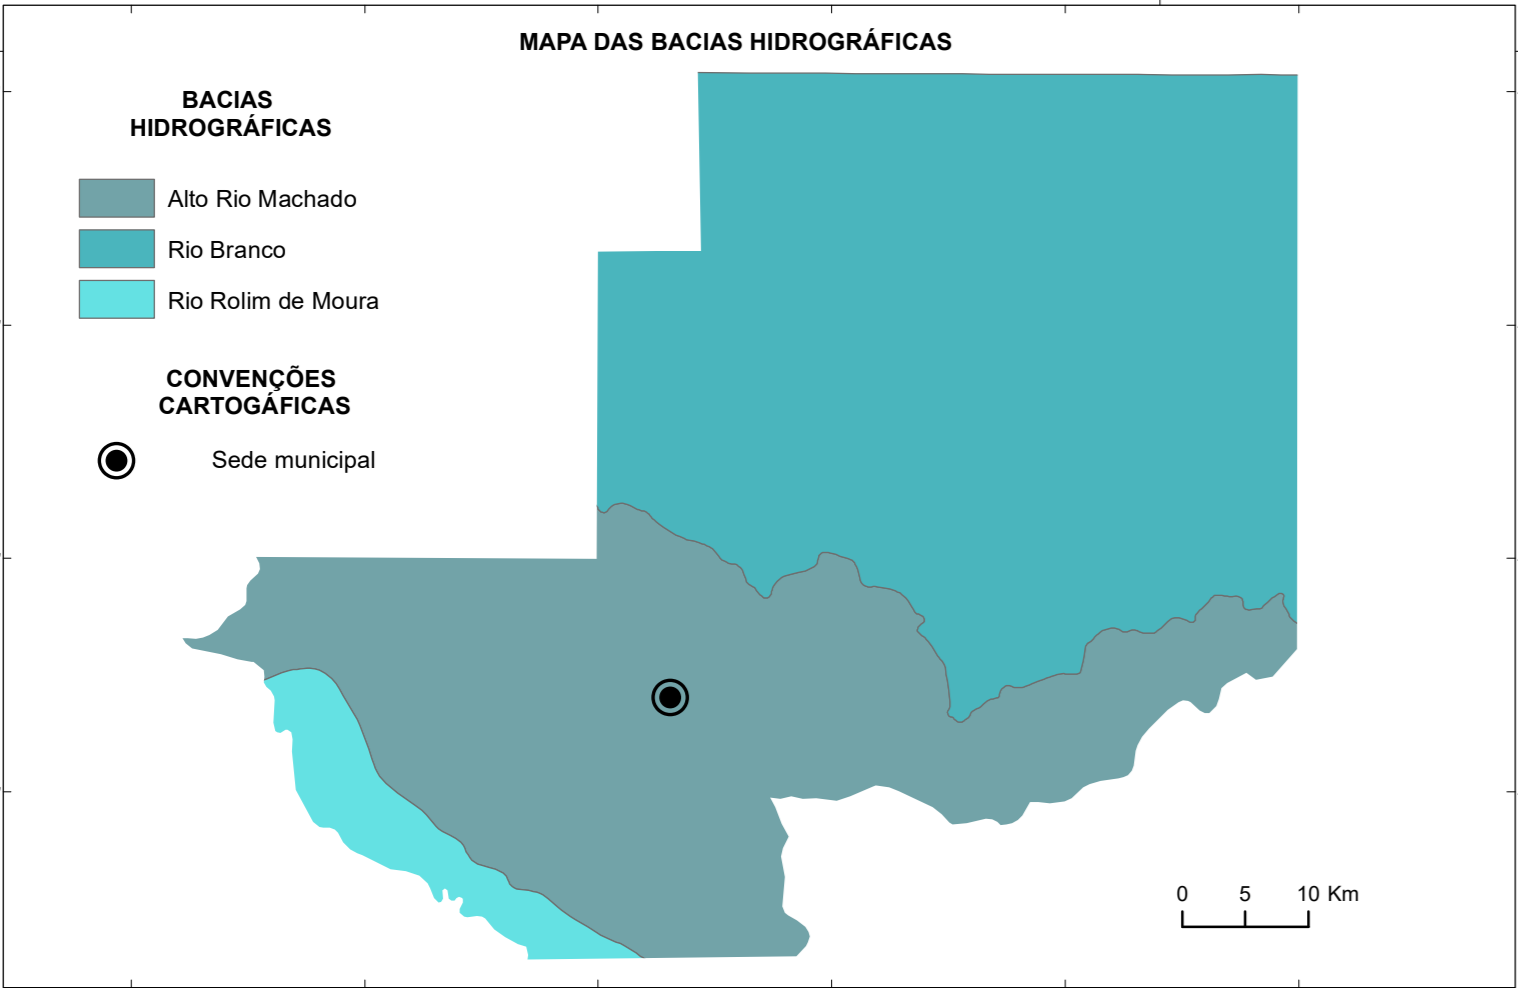 MAPA DAS BACIAS HIDROGRÁFICAS
BACIAS
HIDROGRÁFICAS
Alto Rio Machado
Rio Branco
Rio Rolim de Moura
CONVENÇÕES
CARTOGÁFICAS
Sede municipal
0 5 10 Km